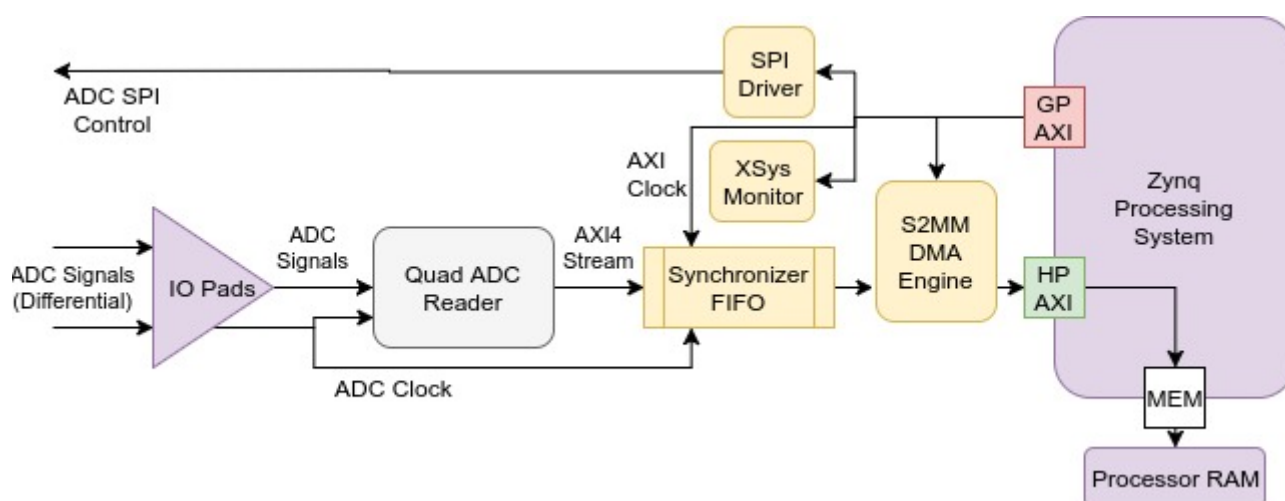 SPI
Driver
ADC SPI
Control
GP
AXI
AXI
Clock
XSys
Monitor
Zynq
Processing
System
S2MM
DMA
Engine
ADC
Signals
AXI4
Stream
ADC Signals
(Differential)
IO Pads
Quad ADC
Reader
Synchronizer
FIFO
HP
AXI
ADC Clock
MEM
Processor RAM